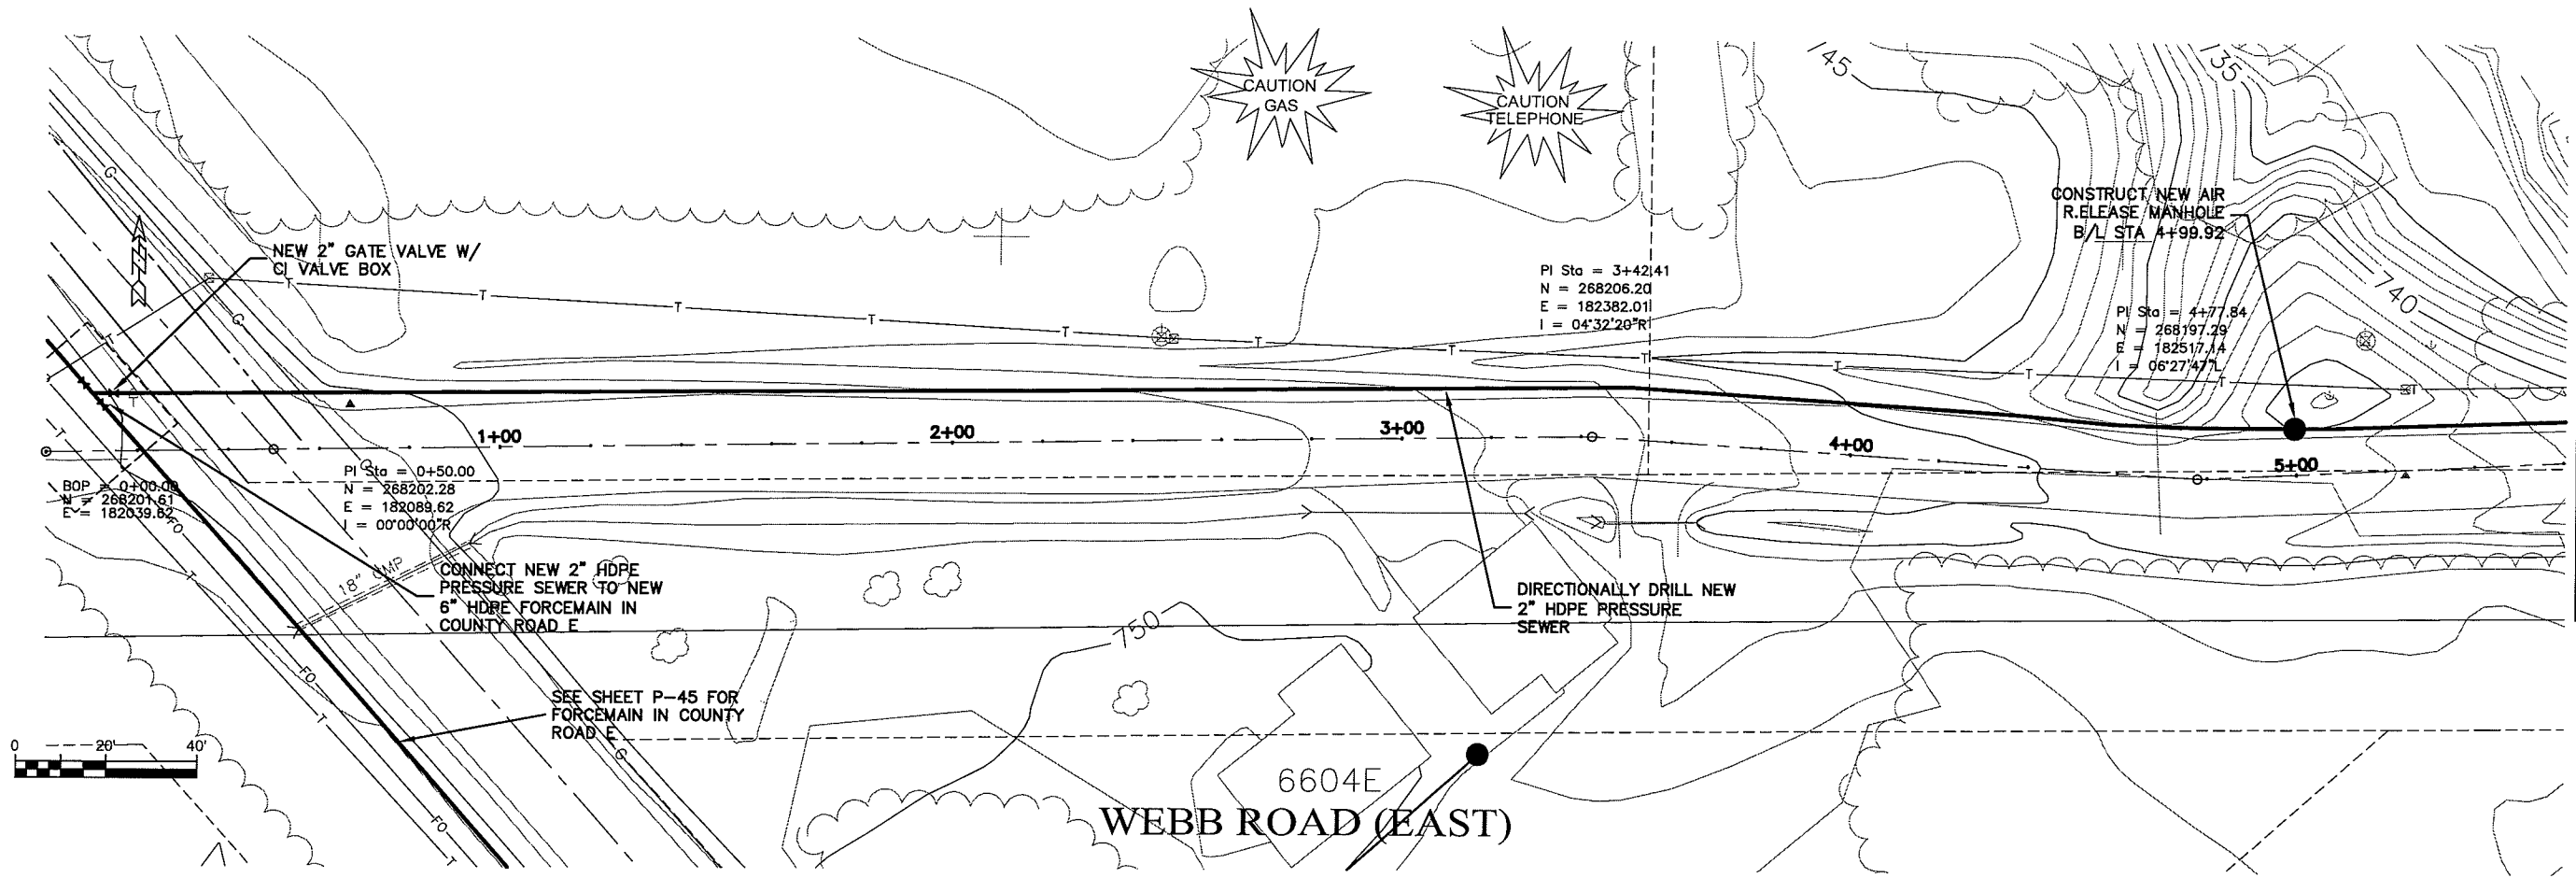 CAUTION
GAS
CAUTION
TELEPHONE
745
735
G
CONSTRUCT NEW AIR
R.ELEASE MANHOLE
B/L STA 4+99.92
NEW 2" GATE VALVE W/
CI VALVE BOX
PI Sta = 3+42.41
N = 268206.20
E = 182382.01
I = 04°32'20"R
740
PI Sta = 4+77.84
N = 268197.29
E = 182517.14
I = 06°27'47"L
G
T
T
T
T
T
T
T
T
T
T
T
T
T
T
1+00
2+00
3+00
4+00
5+00
T
G
PI Sta = 0+50.00
N = 268202.28
E = 182089.62
I = 00°00'00"R
BOP = 0+00.00
N = 268201.61
E = 182039.62
FO
18" CMP
T
CONNECT NEW 2" HDPE
PRESSURE SEWER TO NEW
6" HDPE FORCEMAIN IN
COUNTY ROAD E
DIRECTIONALLY DRILL NEW
2" HDPE PRESSURE
SEWER
750
FO
T
SEE SHEET P-45 FOR
FORCEMAIN IN COUNTY
ROAD E
G
0 20' 40'
6604E
WEBB ROAD (EAST)
FO
T